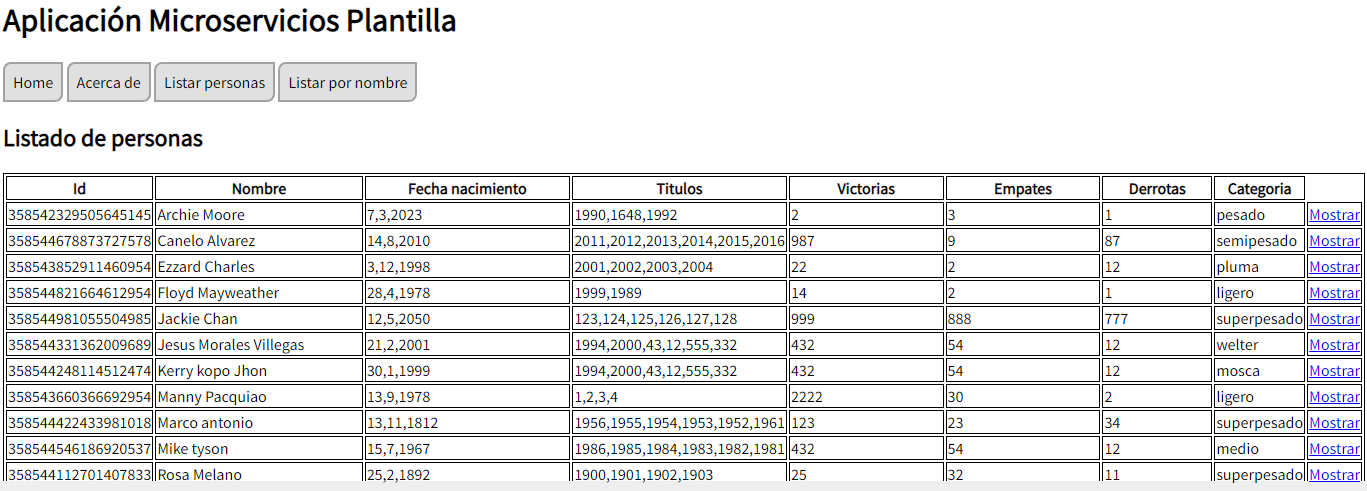 Aplicación Microservicios Plantilla
Home Acerca de Listar personas Listar por nombre
Listado de personas
Id Nombre Fecha nacimiento Titulos Victorias Empates Derrotas Categoria
358542329505645145 Archie Moore 7,3,2023 1990,1648,1992 2 3 1 pesado Mostrar
358544678873727578 Canelo Alvarez 14,8,2010 2011,2012,2013,2014,2015,2016 987 9 87 semipesado Mostrar
358543852911460954 Ezzard Charles 3,12,1998 2001,2002,2003,2004 22 2 12 pluma Mostrar
358544821664612954 Floyd Mayweather 28,4,1978 1999,1989 14 2 1 ligero Mostrar
358544981055504985 Jackie Chan 12,5,2050 123,124,125,126,127,128 999 888 777 superpesado Mostrar
358544331362009689 Jesus Morales Villegas 21,2,2001 1994,2000,43,12,555,332 432 54 12 welter Mostrar
358544248114512474 Kerry kopo Jhon 30,1,1999 1994,2000,43,12,555,332 432 54 12 mosca Mostrar
358543660366692954 Manny Pacquiao 13,9,1978 1,2,3,4 2222 30 2 ligero Mostrar
358544422433981018 Marco antonio 13,11,1812 1956,1955,1954,1953,1952,1961 123 23 34 superpesado Mostrar
358544546186920537 Mike tyson 15,7,1967 1986,1985,1984,1983,1982,1981 432 54 12 medio Mostrar
358544112701407833 Rosa Melano 25,2,1892 1900,1901,1902,1903 25 32 11 superpesado Mostrar